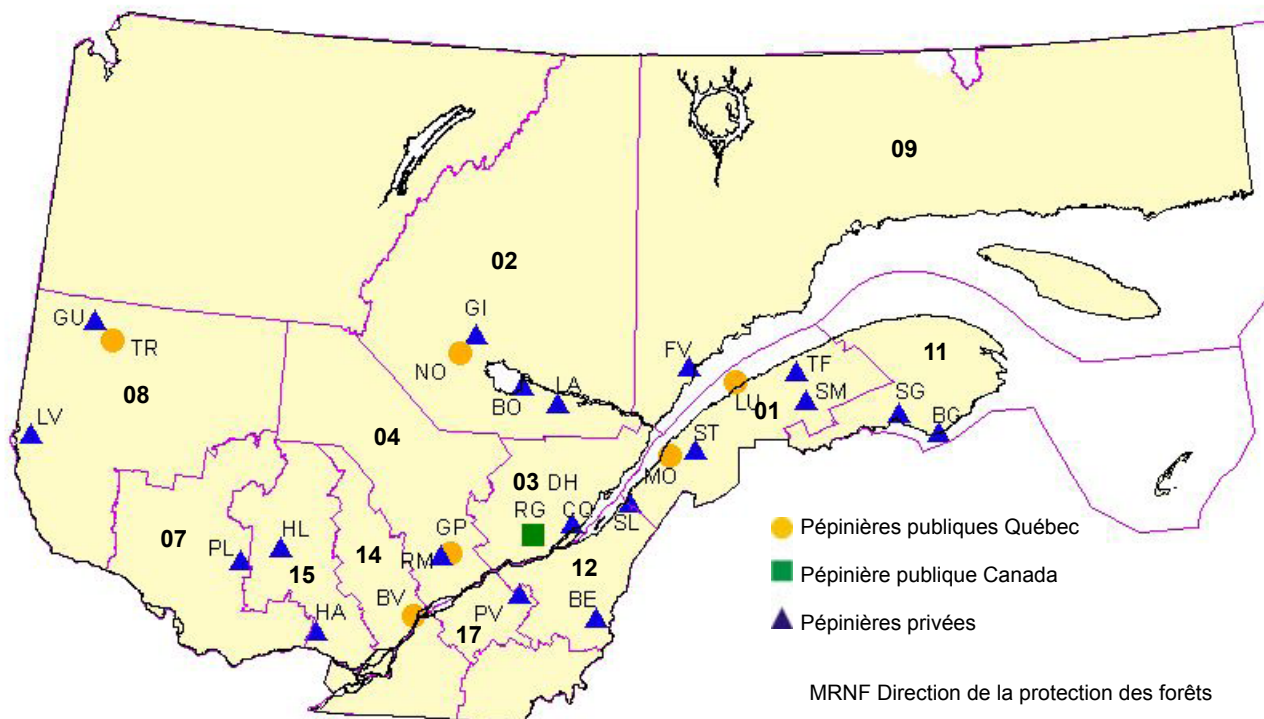 09
02
GI
GU
TR
NO
FV
TF
11
08
BO
LA
LU
SM
01
SG
BC
LV
04
ST
MO
03
DH
RG
CO
SL
07
HL
PL
15
14
GP
RM
12
HA
BV
PV
BE
17
Pépinières publiques Québec
Pépinière publique Canada
Pépinières privées
MRNF Direction de la protection des forêts